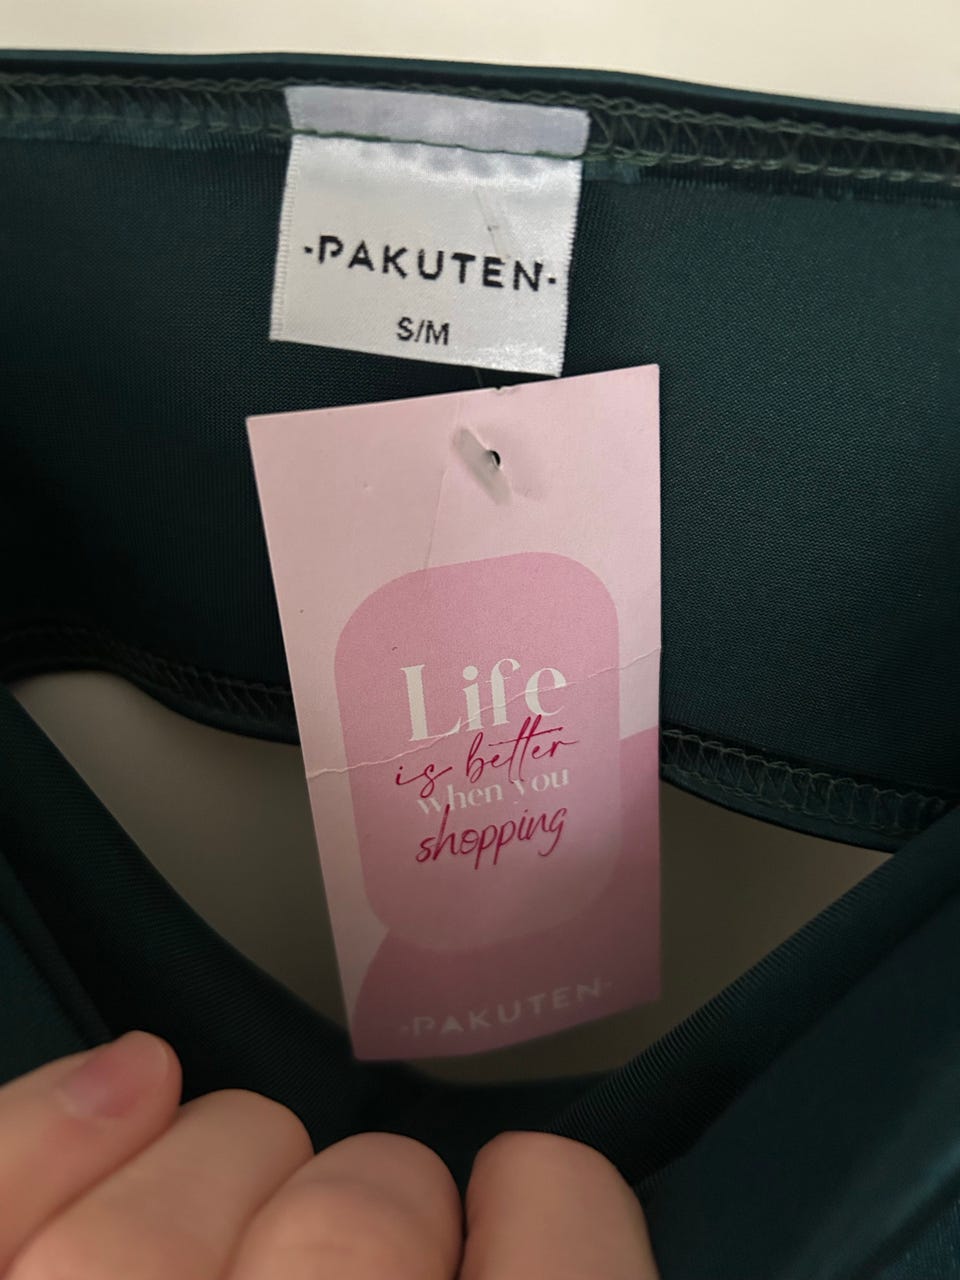 -PAKUTEN-
S/M
Life
is better
when you
shopping
-PAKUTEN-